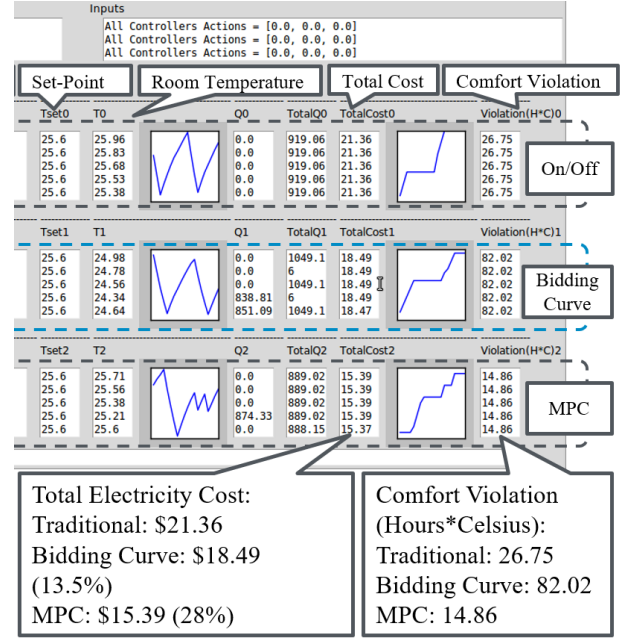 Inputs
All Controllers Actions = [0.0, 0.0, 0.0]
All Controllers Actions = [0.0, 0.0, 0.0]
All Controllers Actions = [0.0, 0.0, 0.0]
Set-Point Room Temperature Total Cost Comfort Violation
Tset0 T0 Q0 TotalQ0 TotalCost0 Violation(H*C)0
25.6 25.96 0.0 919.06 21.36 26.75
25.6 25.83 0.0 919.06 21.36 26.75
25.6 25.68 0.0 919.06 21.36 26.75
25.6 25.53 0.0 919.06 21.36 26.75
25.6 25.38 0.0 919.06 21.36 26.75
On/Off
Tset1 T1 Q1 TotalQ1 TotalCost1 Violation(H*C)1
25.6 24.98 0.0 1049.1 18.49 82.02
25.6 24.78 0.0 6 18.49 82.02
25.6 24.56 0.0 1049.1 18.49 82.02
25.6 24.34 838.81 6 18.49 82.02
25.6 24.64 851.09 1049.1 18.47 82.02
Bidding
Curve
Tset2 T2 Q2 TotalQ2 TotalCost2 Violation(H*C)2
25.6 25.71 0.0 889.02 15.39 14.86
25.6 25.56 0.0 889.02 15.39 14.86
25.6 25.38 0.0 889.02 15.39 14.86
25.6 25.21 874.33 889.02 15.39 14.86
25.6 25.6 0.0 888.15 15.37 14.86
MPC
Total Electricity Cost:
Traditional: $21.36
Bidding Curve: $18.49
(13.5%)
MPC: $15.39 (28%)
Comfort Violation
(Hours*Celsius):
Traditional: 26.75
Bidding Curve: 82.02
MPC: 14.86